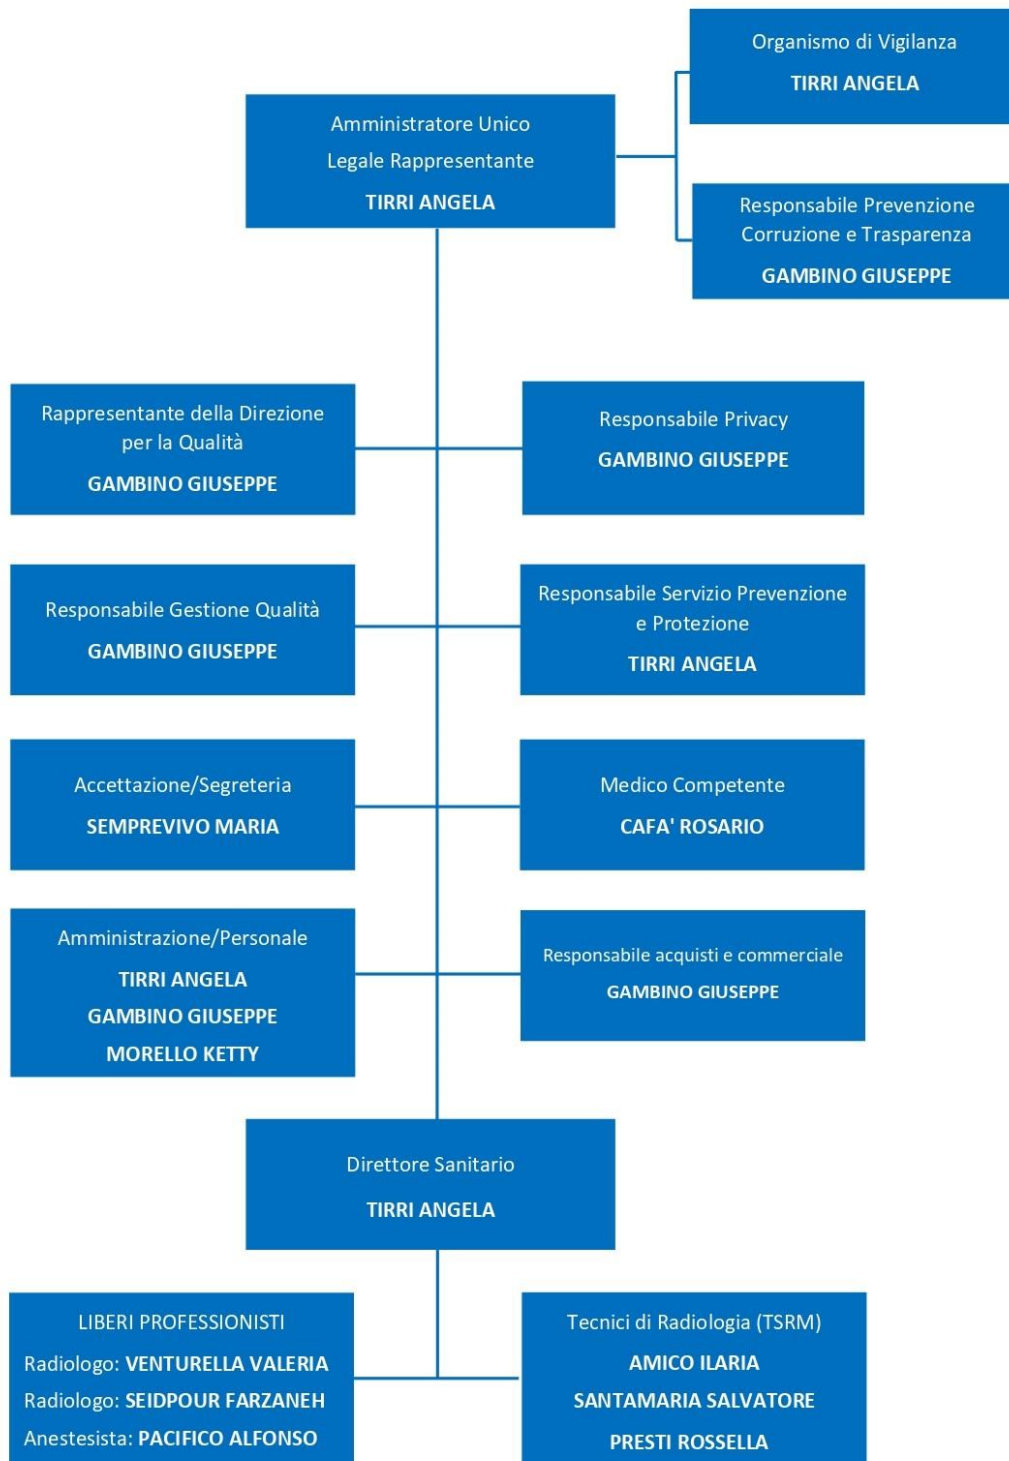 Organismo di Vigilanza
TIRRI ANGELA
Amministratore Unico
Legale Rappresentante
TIRRI ANGELA
Responsabile Prevenzione
Corruzione e Trasparenza
GAMBINO GIUSEPPE
Rappresentante della Direzione
per la Qualità
GAMBINO GIUSEPPE
Responsabile Privacy
GAMBINO GIUSEPPE
Responsabile Gestione Qualità
GAMBINO GIUSEPPE
Responsabile Servizio Prevenzione
e Protezione
TIRRI ANGELA
Accettazione/Segreteria
SEMPREVIVO MARIA
Medico Competente
CAFA' ROSARIO
Amministrazione/Personale
TIRRI ANGELA
GAMBINO GIUSEPPE
MORELLO KETTY
Responsabile acquisti e commerciale
GAMBINO GIUSEPPE
Direttore Sanitario
TIRRI ANGELA
LIBERI PROFESSIONISTI
Radiologo: VENTURELLA VALERIA
Radiologo: SEIDPOUR FARZANEH
Anestesista: PACIFICO ALFONSO
Tecnici di Radiologia (TSRM)
AMICO ILARIA
SANTAMARIA SALVATORE
PRESTI ROSSELLA